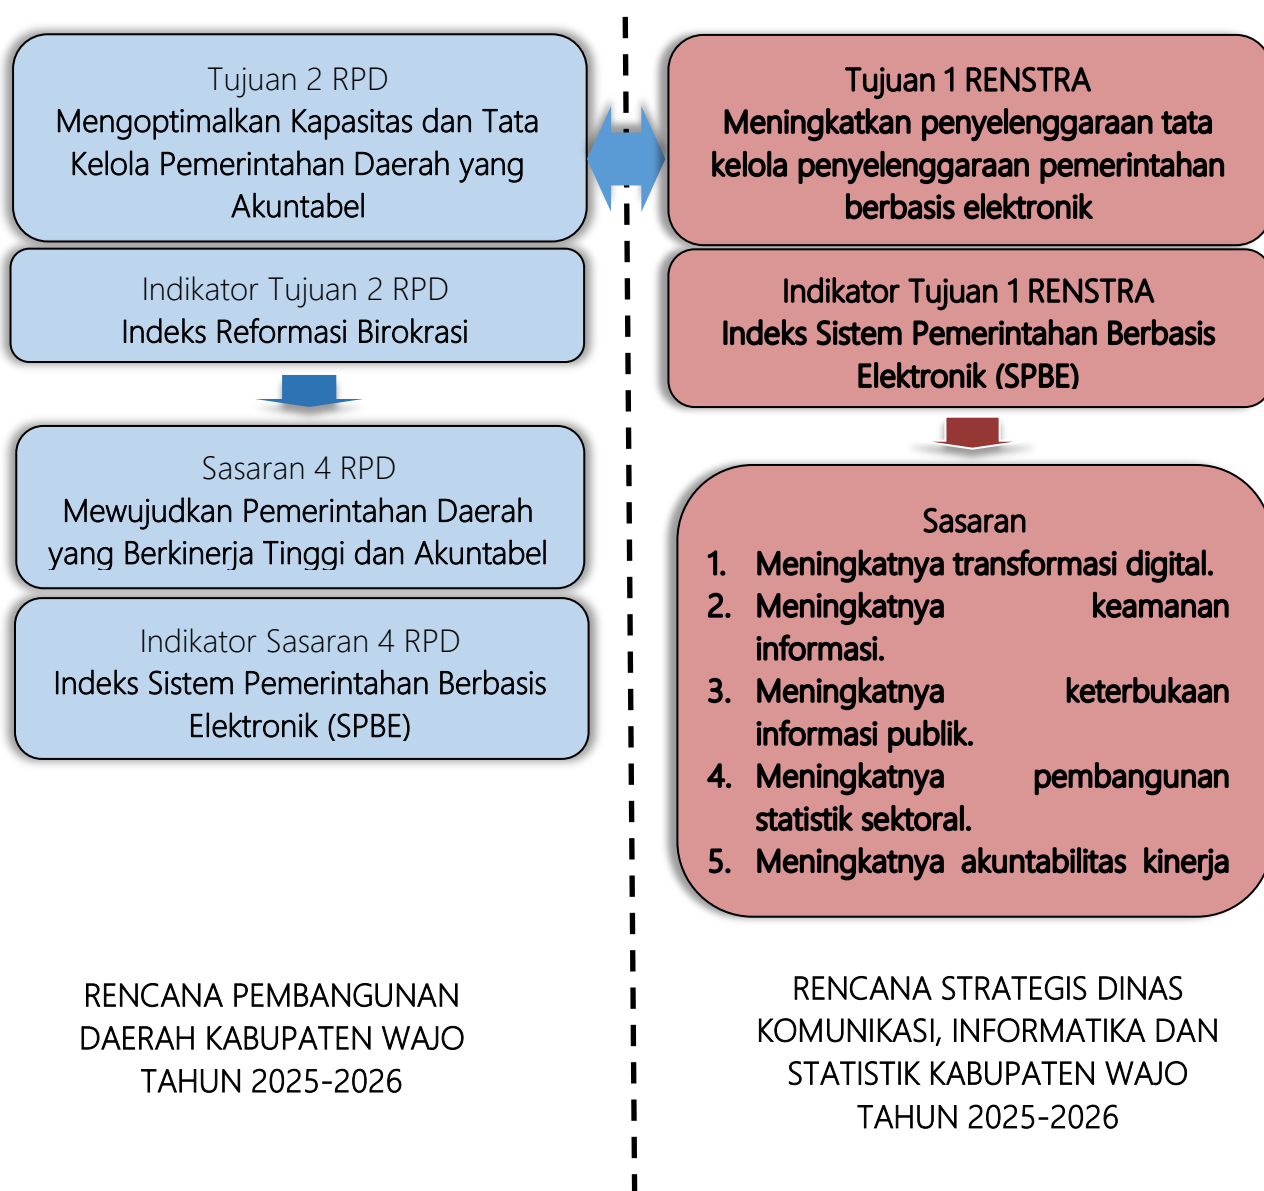 Tujuan 2 RPD
Mengoptimalkan Kapasitas dan Tata
Kelola Pemerintahan Daerah yang
Akuntabel
Indikator Tujuan 2 RPD
Indeks Reformasi Birokrasi
Sasaran 4 RPD
Mewujudkan Pemerintahan Daerah
yang Berkinerja Tinggi dan Akuntabel
Indikator Sasaran 4 RPD
Indeks Sistem Pemerintahan Berbasis
Elektronik (SPBE)
RENCANA PEMBANGUNAN
DAERAH KABUPATEN WAJO
TAHUN 2025-2026
Tujuan 1 RENSTRA
Meningkatkan penyelenggaraan tata
kelola penyelenggaraan pemerintahan
berbasis elektronik
Indikator Tujuan 1 RENSTRA
Indeks Sistem Pemerintahan Berbasis
Elektronik (SPBE)
Sasaran
1. Meningkatnya transformasi digital.
2. Meningkatnya keamanan
informasi.
3. Meningkatnya keterbukaan
informasi publik.
4. Meningkatnya pembangunan
statistik sektoral.
5. Meningkatnya akuntabilitas kinerja
RENCANA STRATEGIS DINAS
KOMUNIKASI, INFORMATIKA DAN
STATISTIK KABUPATEN WAJO
TAHUN 2025-2026